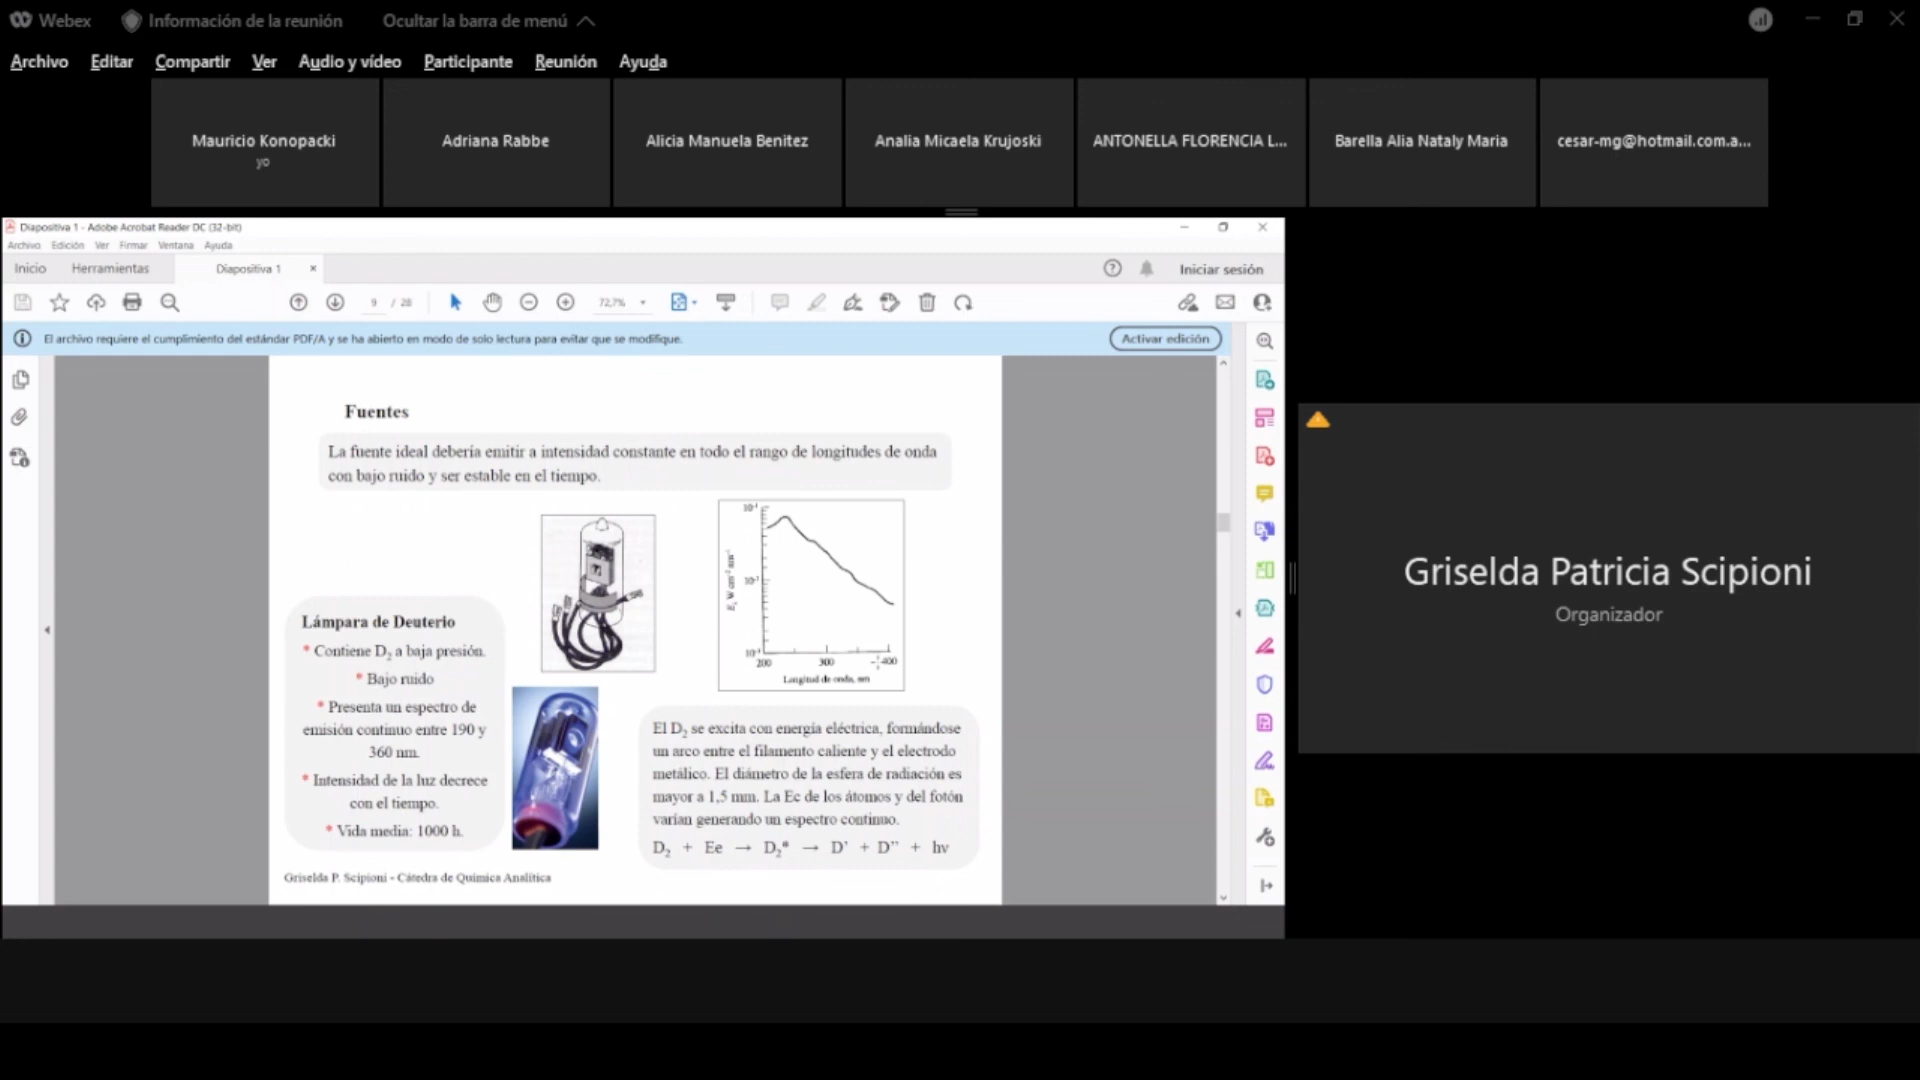 Webex Información de la reunión Ocultar la barra de menú
Archivo Editar Compartir Ver Audio y vídeo Participante Reunión Ayuda
Mauricio Konopacki
yo
Adriana Rabbe
Alicia Manuela Benitez
Analia Micaela Krujoski
ANTONELLA FLORENCIA L...
Barella Alia Nataly Maria
cesar-mg@hotmail.com.a...
Diapositiva 1 - Adobe Acrobat Reader DC (32-bit)
Archivo Edición Ver Firmar Ventana Ayuda
Inicio Herramientas Diapositiva 1 × Iniciar sesión
9 / 28 72,7%
El archivo requiere el cumplimiento del estándar PDF/A y se ha abierto en modo de solo lectura para evitar que se modifique. Activar edición
Fuentes
La fuente ideal debería emitir a intensidad constante en todo el rango de longitudes de onda
con bajo ruido y ser estable en el tiempo.
200 300 400
Longitud de onda, nm
Lámpara de Deuterio
* Contiene D₂ a baja presión.
* Bajo ruido
* Presenta un espectro de
emisión continuo entre 190 y
360 nm.
* Intensidad de la luz decrece
con el tiempo.
* Vida media: 1000 h.
El D₂ se excita con energía eléctrica, formándose
un arco entre el filamento caliente y el electrodo
metálico. El diámetro de la esfera de radiación es
mayor a 1,5 mm. La Ec de los átomos y del fotón
varían generando un espectro continuo.
D₂ + Ee → D₂* → D' + D'' + hν
Griselda P. Scipioni - Cátedra de Química Analítica
Griselda Patricia Scipioni
Organizador